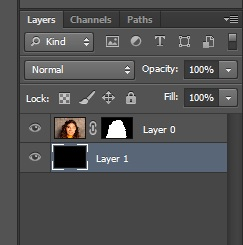 Layers Channels Paths
Kind
Normal Opacity: 100%
Lock: Fill: 100%
Layer 0
Layer 1